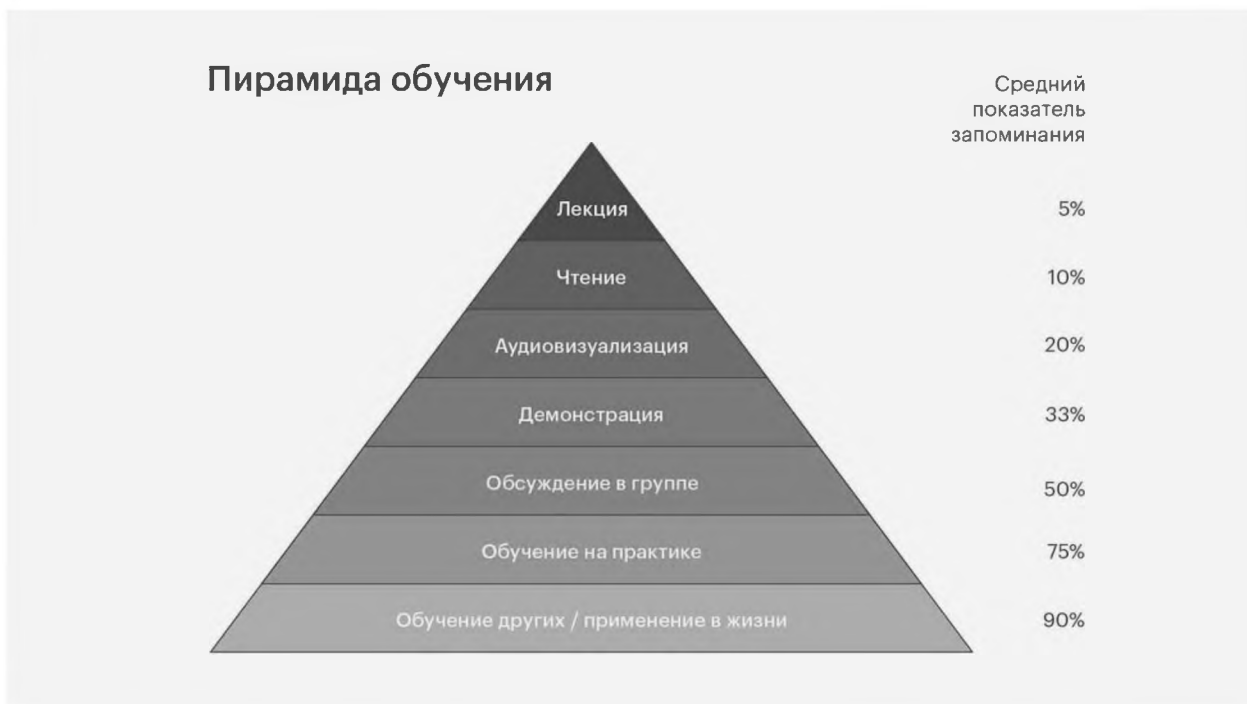 Пирамида обучения
Средний
показатель
запоминания
Лекция 5%
Чтение 10%
Аудиовизуализация 20%
Демонстрация 33%
Обсуждение в группе 50%
Обучение на практике 75%
Обучение других / применение в жизни 90%